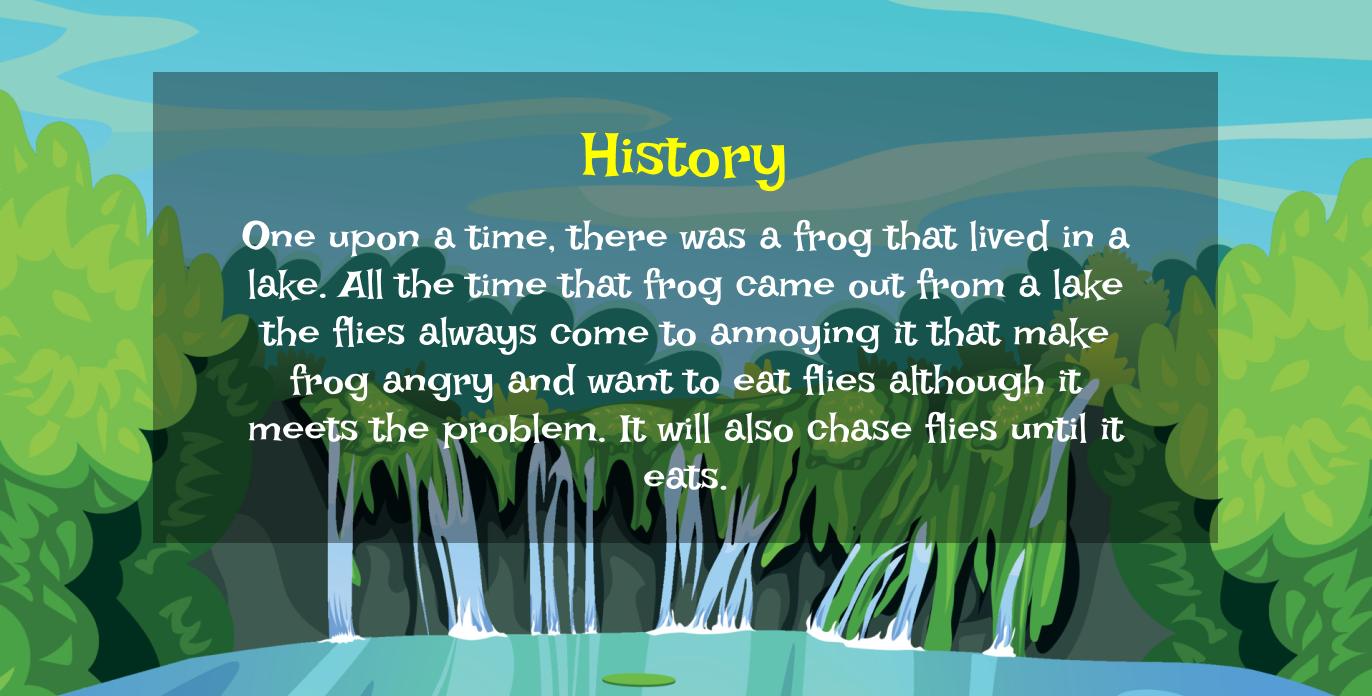 History
One upon a time, there was a frog that lived in a
lake. All the time that frog came out from a lake
the flies always come to annoying it that make
frog angry and want to eat flies although it
meets the problem. It will also chase flies until it
eats.